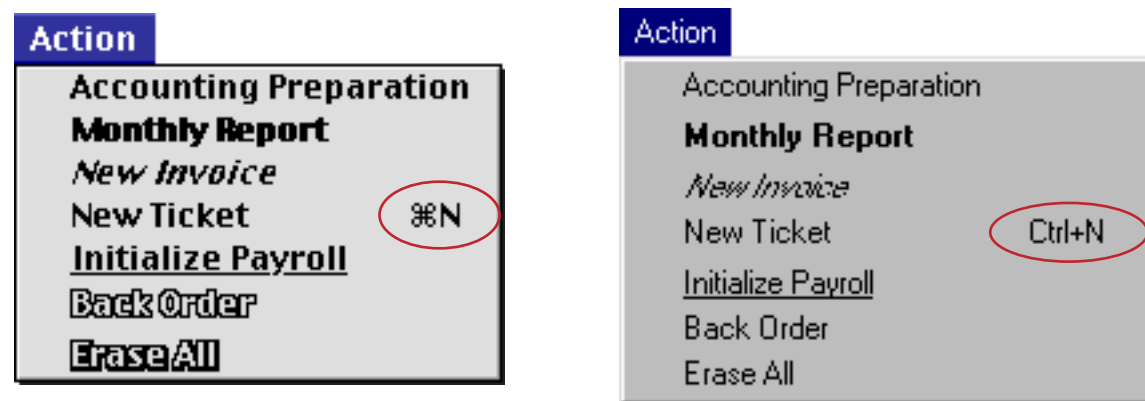 Action
Accounting Preparation
Monthly Report
New Invoice
New Ticket ⌘N
Initialize Payroll
Back Order
Erase All
Action
Accounting Preparation
Monthly Report
New Invoice
New Ticket Ctrl+N
Initialize Payroll
Back Order
Erase All